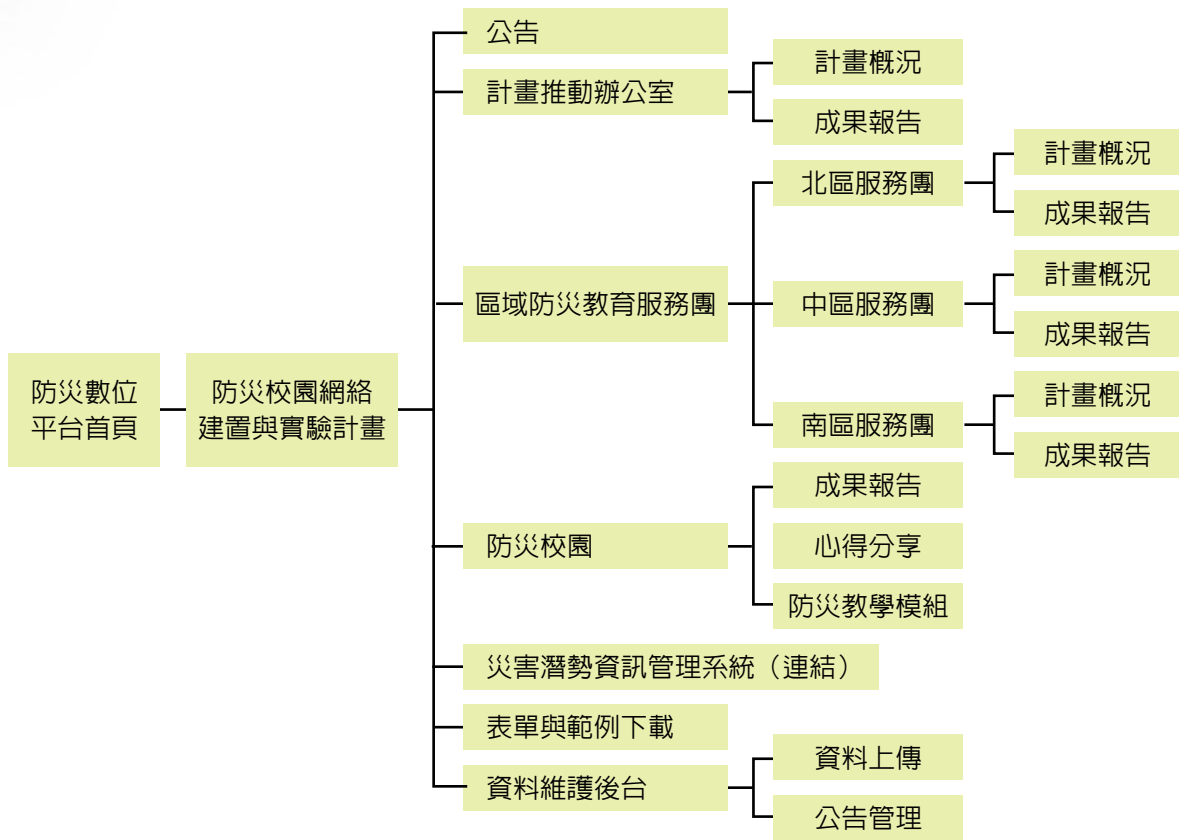 防災數位
平台首頁
防災校園網絡
建置與實驗計畫
公告
計畫推動辦公室
計畫概況
成果報告
區域防災教育服務團
北區服務團
計畫概況
成果報告
中區服務團
計畫概況
成果報告
南區服務團
計畫概況
成果報告
防災校園
成果報告
心得分享
防災教學模組
災害潛勢資訊管理系統（連結）
表單與範例下載
資料維護後台
資料上傳
公告管理